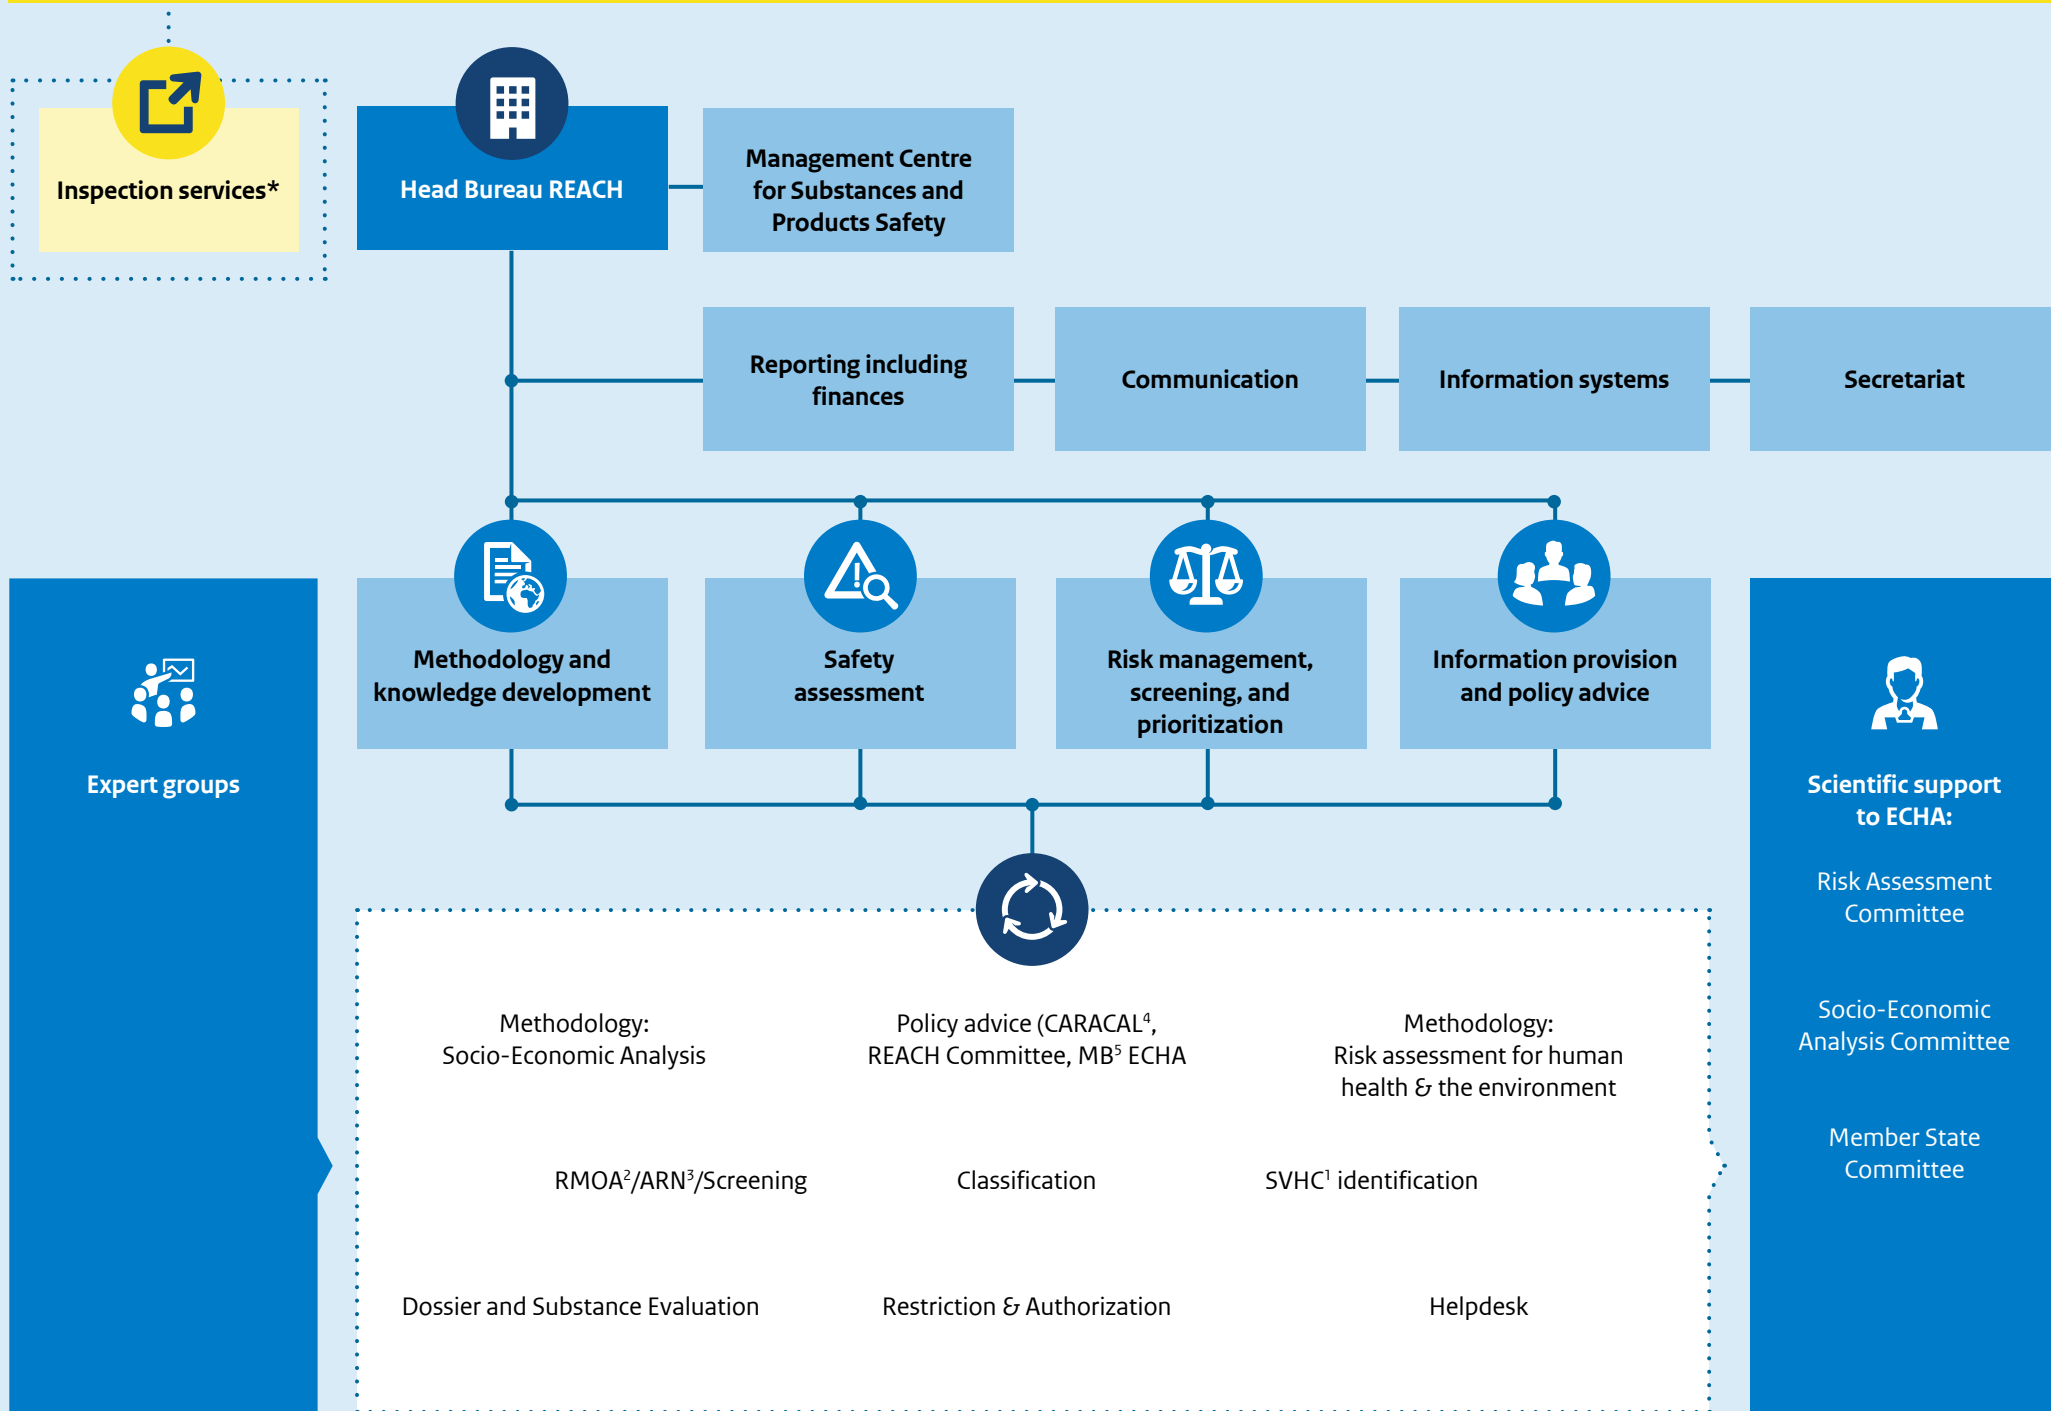 Inspection services*
Head Bureau REACH
Management Centre
for Substances and
Products Safety
Reporting including
finances
Communication
Information systems
Secretariat
Methodology and
knowledge development
Safety
assessment
Risk management,
screening, and
prioritization
Information provision
and policy advice
Expert groups
Scientific support
to ECHA:
Risk Assessment
Committee
Socio-Economic
Analysis Committee
Member State
Committee
Methodology:
Socio-Economic Analysis
Policy advice (CARACAL⁴,
REACH Committee, MB⁵ ECHA
Methodology:
Risk assessment for human
health & the environment
RMOA²/ARN³/Screening
Classification
SVHC¹ identification
Dossier and Substance Evaluation
Restriction & Authorization
Helpdesk